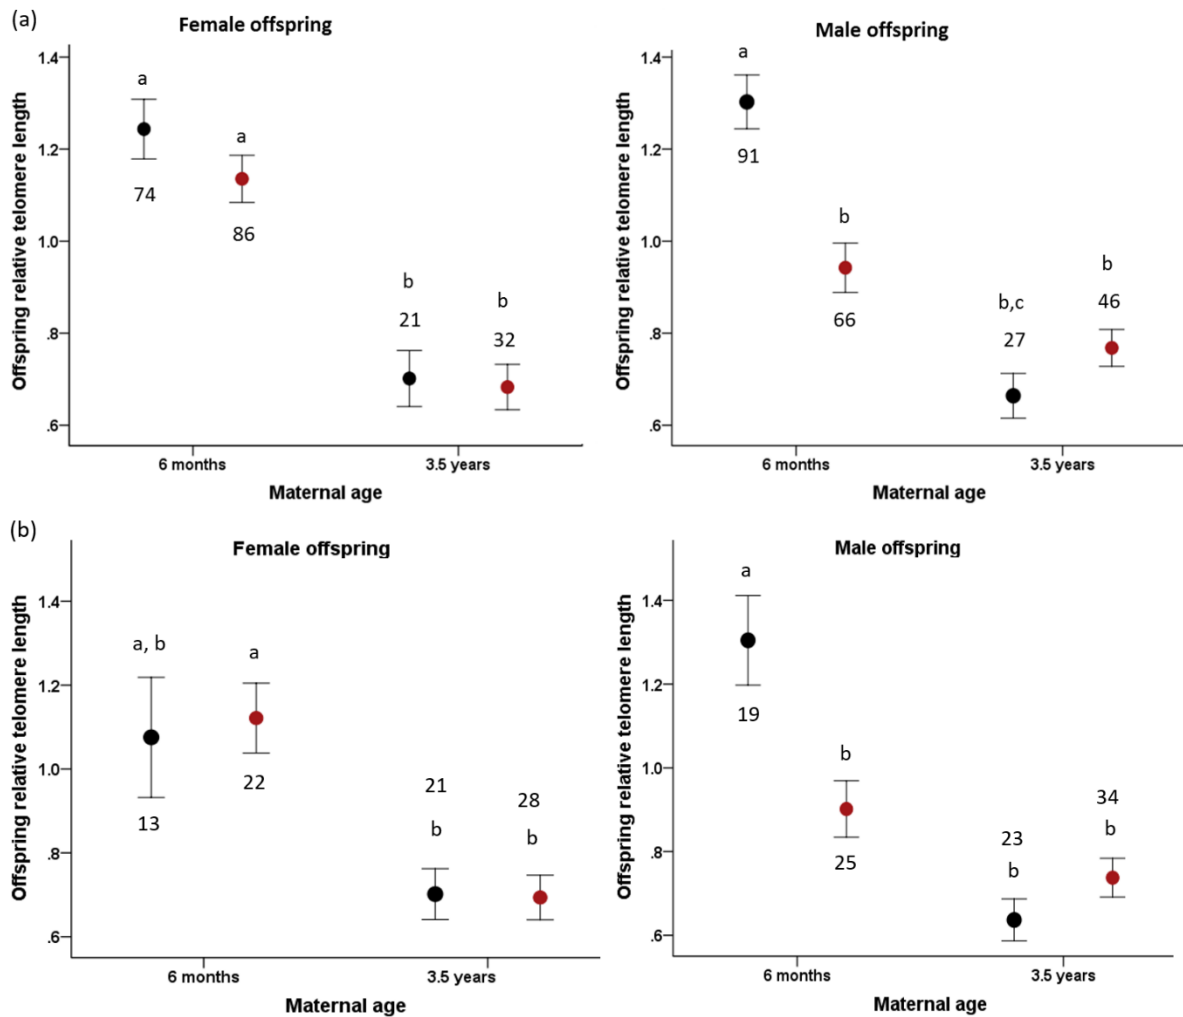 (a)
Female offspring
Offspring relative telomere length
1.4
1.2
1.0
.8
.6
a
74
a
86
b
21
b
32
6 months
3.5 years
Maternal age
Male offspring
Offspring relative telomere length
1.4
1.2
1.0
.8
.6
a
91
b
66
b,c
27
b
46
6 months
3.5 years
Maternal age
(b)
Female offspring
Offspring relative telomere length
1.4
1.2
1.0
.8
.6
a, b
13
a
22
21
b
28
b
6 months
3.5 years
Maternal age
Male offspring
Offspring relative telomere length
1.4
1.2
1.0
.8
.6
a
19
b
25
23
b
34
b
6 months
3.5 years
Maternal age